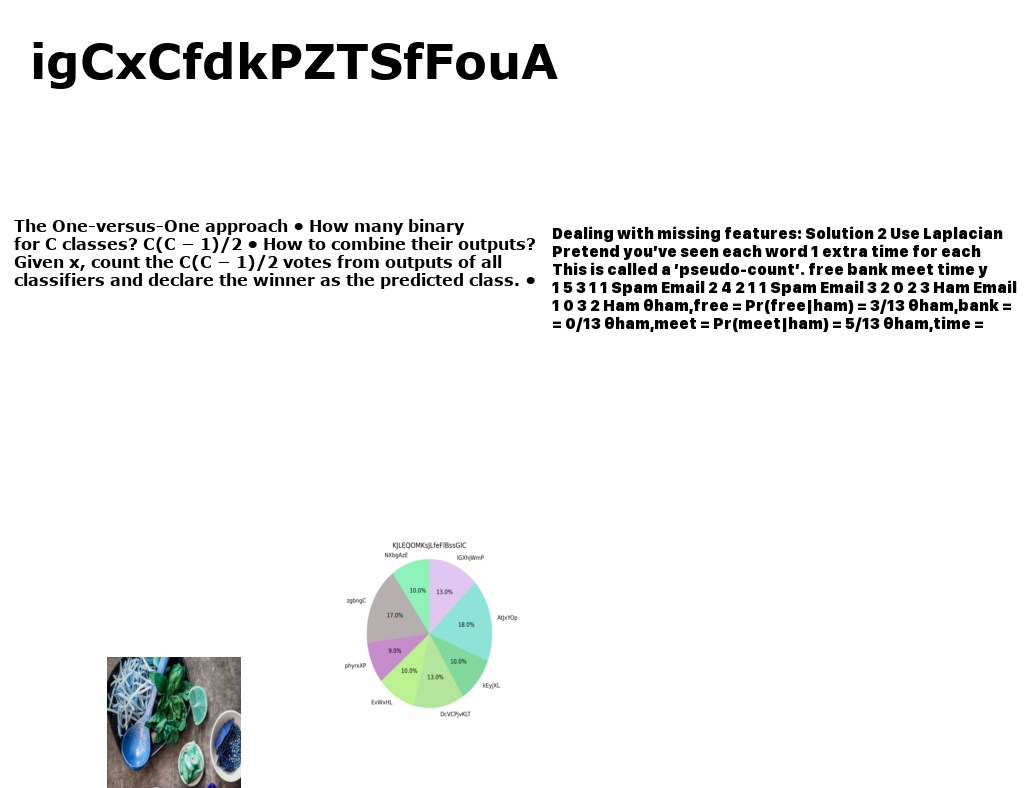 igCxCfdkPZTSfFouA
The One-versus-One approach • How many binary
for C classes? C(C − 1)/2 • How to combine their outputs?
Given x, count the C(C − 1)/2 votes from outputs of all
classifiers and declare the winner as the predicted class. •
Dealing with missing features: Solution 2 Use Laplacian
Pretend you’ve seen each word 1 extra time for each
This is called a ’pseudo-count’. free bank meet time y
1 5 3 1 1 Spam Email 2 4 2 1 1 Spam Email 3 2 0 2 3 Ham Email
1 0 3 2 Ham θham,free = Pr(free|ham) = 3/13 θham,bank =
= 0/13 θham,meet = Pr(meet|ham) = 5/13 θham,time =
NXbgAzE
zgbngC
phyrxXP
EvWxHL
DcVCPjvKLT
kEyjXL
AtJxYOp
10.0%
13.0%
17.0%
18.0%
9.0%
10.0%
10.0%
13.0%